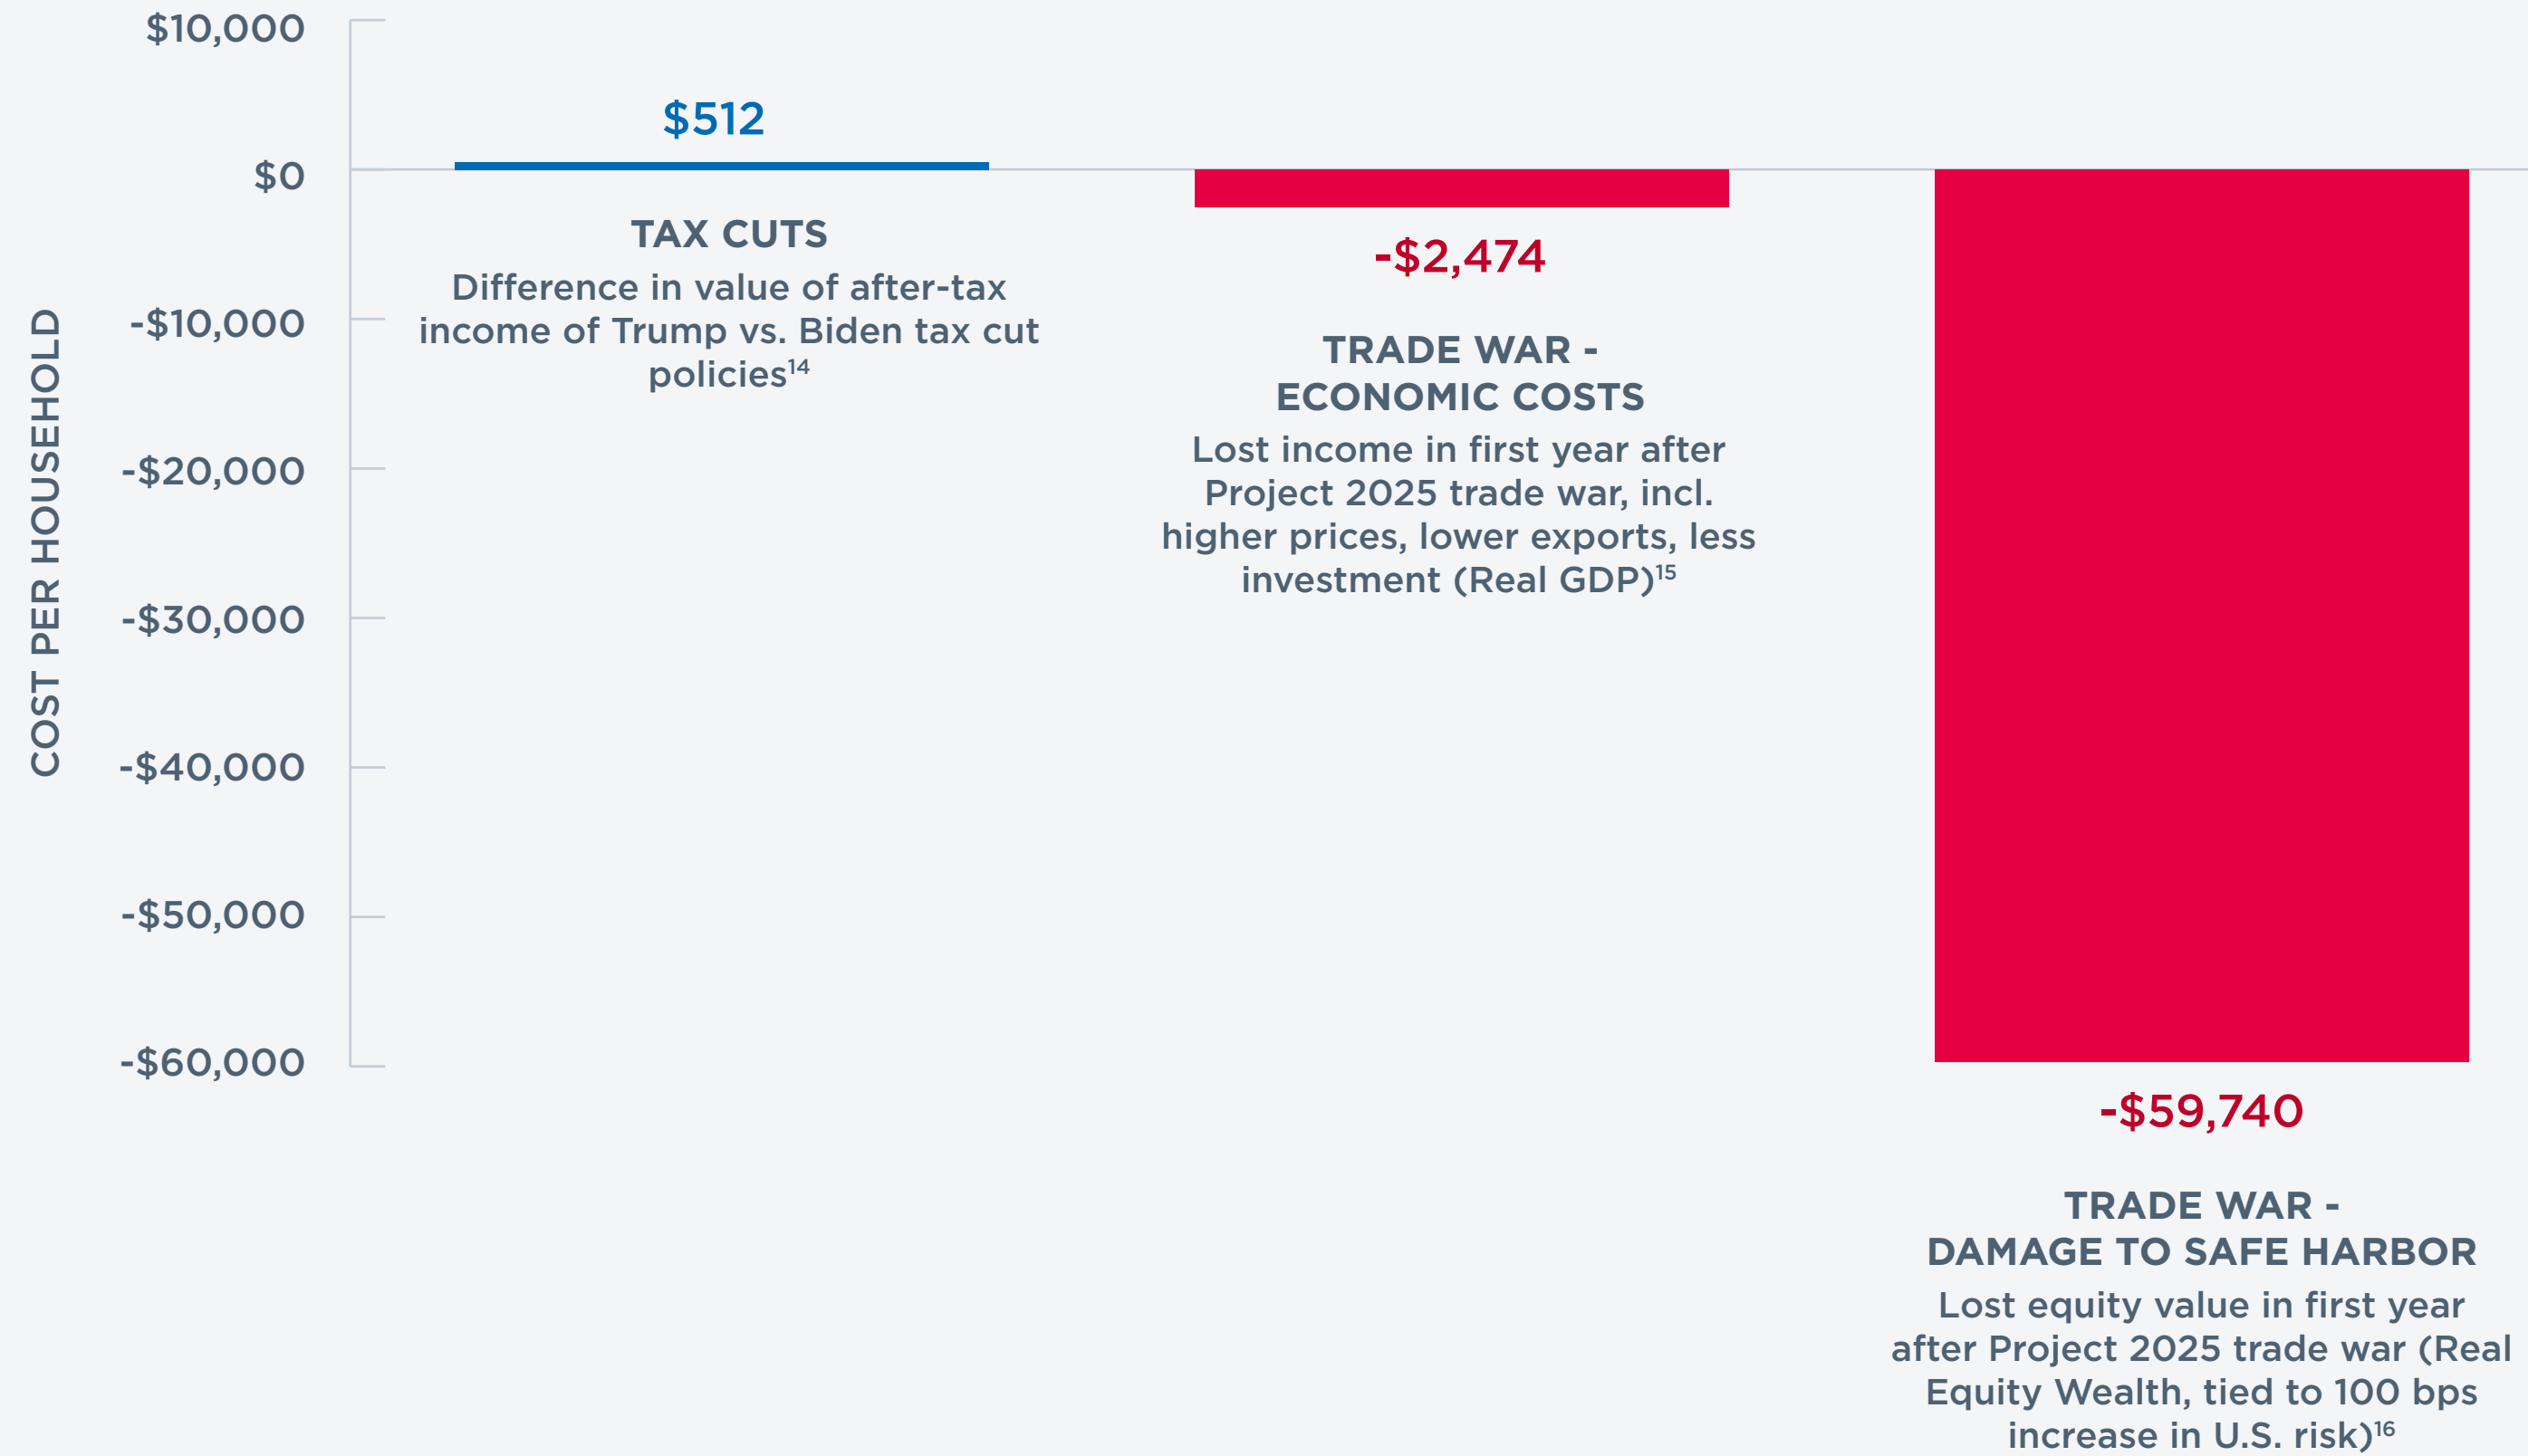 $10,000
$0
-$10,000
-$20,000
-$30,000
-$40,000
-$50,000
-$60,000
COST PER HOUSEHOLD
$512
TAX CUTS
Difference in value of after-tax
income of Trump vs. Biden tax cut
policies¹⁴
-$2,474
TRADE WAR -
ECONOMIC COSTS
Lost income in first year after
Project 2025 trade war, incl.
higher prices, lower exports, less
investment (Real GDP)¹⁵
-$59,740
TRADE WAR -
DAMAGE TO SAFE HARBOR
Lost equity value in first year
after Project 2025 trade war (Real
Equity Wealth, tied to 100 bps
increase in U.S. risk)¹⁶